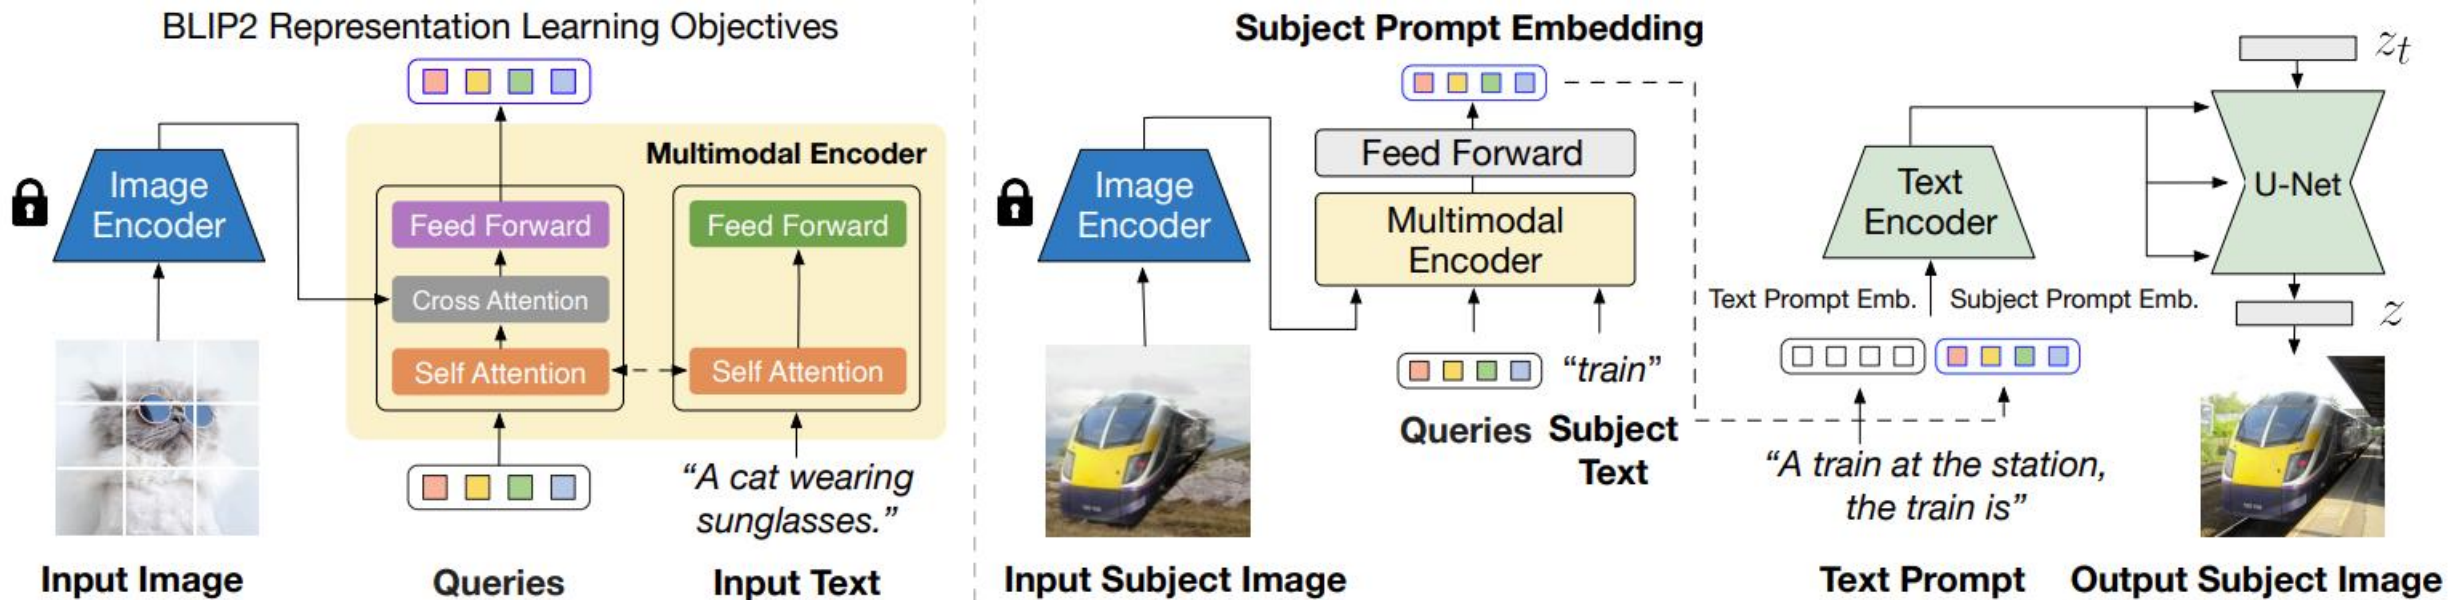 BLIP2 Representation Learning Objectives
Multimodal Encoder
Image
Encoder
Feed Forward
Feed Forward
Cross Attention
Self Attention
Self Attention
“A cat wearing
sunglasses.”
Input Image
Queries
Input Text
Subject Prompt Embedding
Image
Encoder
Feed Forward
Multimodal
Encoder
“train”
Queries
Subject
Text
Input Subject Image
z_t
Text
Encoder
U-Net
Text Prompt Emb.
Subject Prompt Emb.
z
“A train at the station,
the train is”
Text Prompt
Output Subject Image